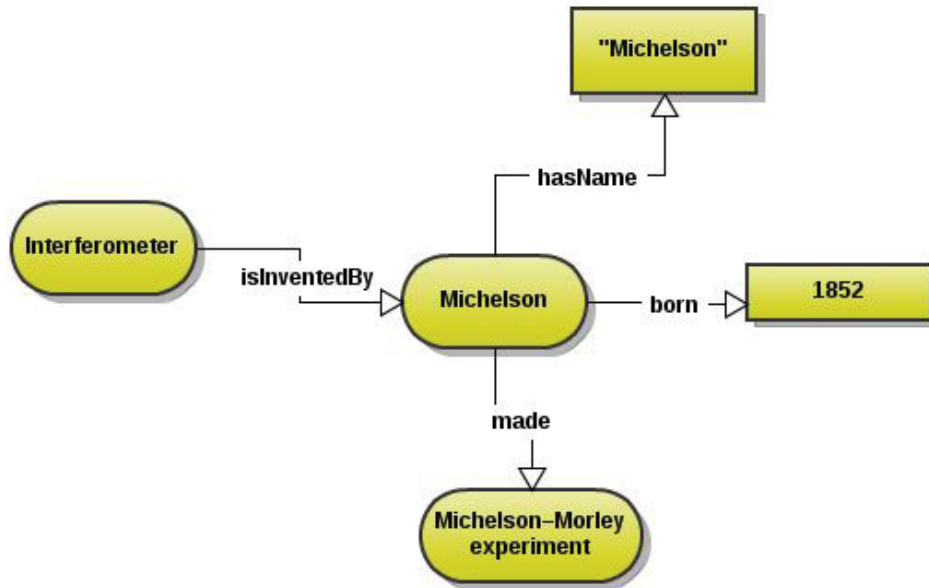 "Michelson"
hasName
Interferometer
isInventedBy
Michelson
born
1852
made
Michelson–Morley
experiment